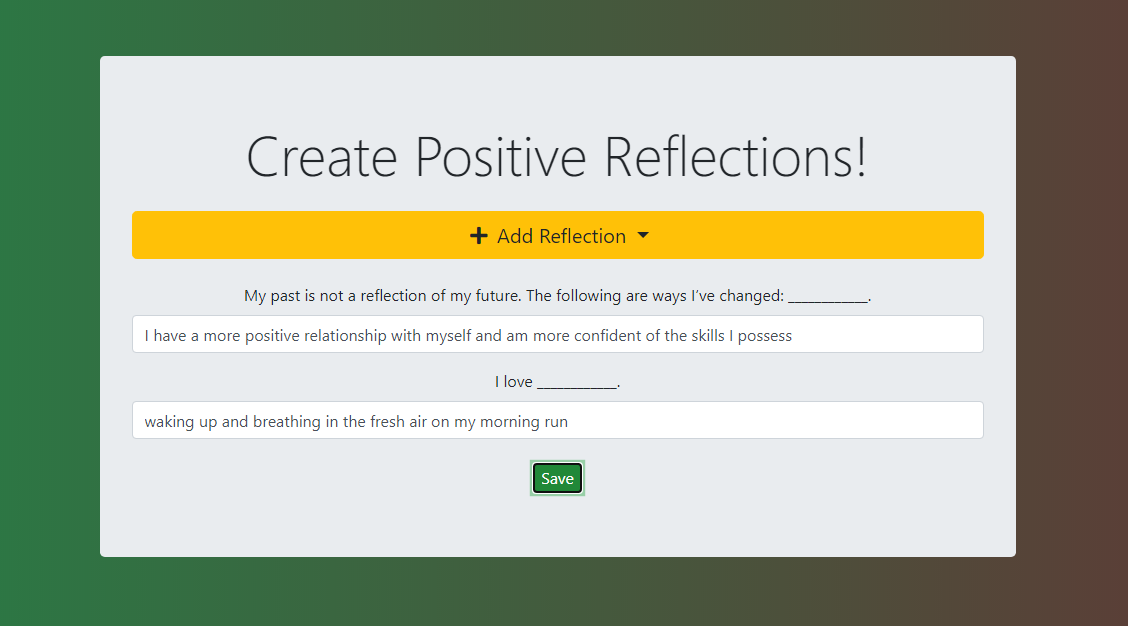 Create Positive Reflections!
Add Reflection
My past is not a reflection of my future. The following are ways I’ve changed: ____________.
I have a more positive relationship with myself and am more confident of the skills I possess
I love ____________.
waking up and breathing in the fresh air on my morning run
Save